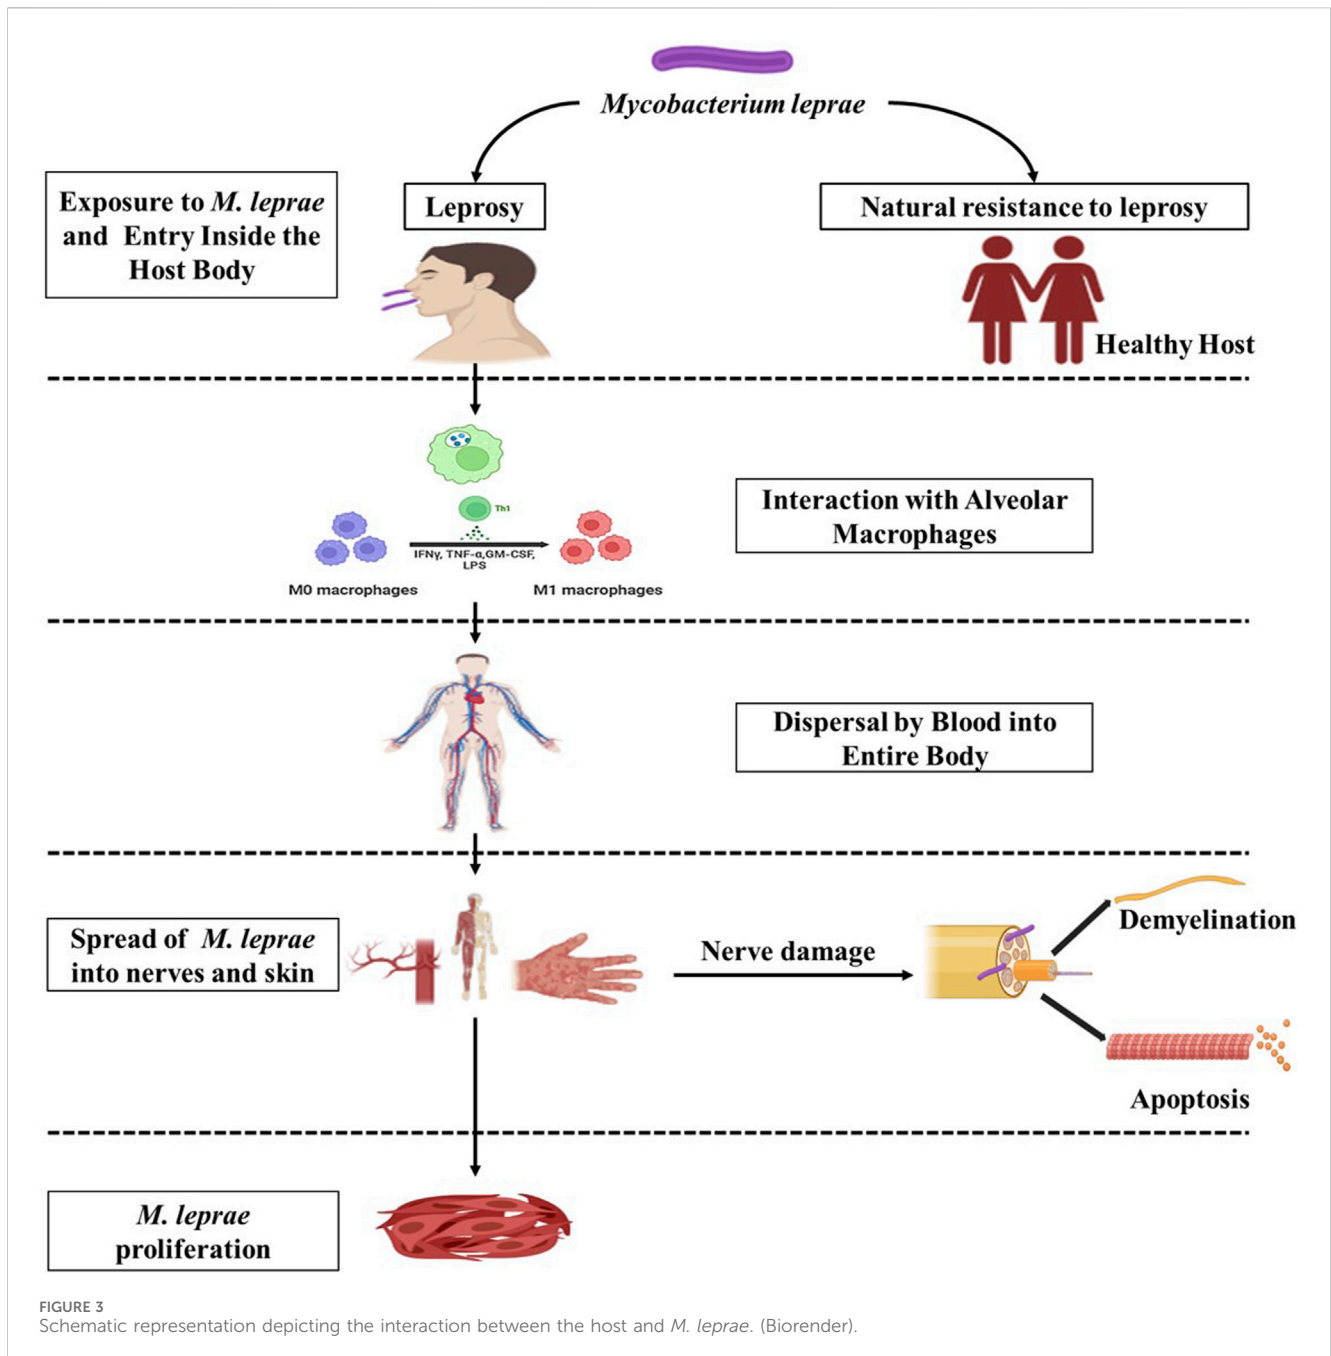 Mycobacterium leprae
Exposure to M. leprae
and Entry Inside the
Host Body
Leprosy
Natural resistance to leprosy
Healthy Host
Th1
IFNγ, TNF-α,GM-CSF,
LPS
M0 macrophages
M1 macrophages
Interaction with Alveolar
Macrophages
Dispersal by Blood into
Entire Body
Spread of M. leprae
into nerves and skin
Nerve damage
Demyelination
Apoptosis
M. leprae
proliferation
FIGURE 3
Schematic representation depicting the interaction between the host and M. leprae. (Biorender).